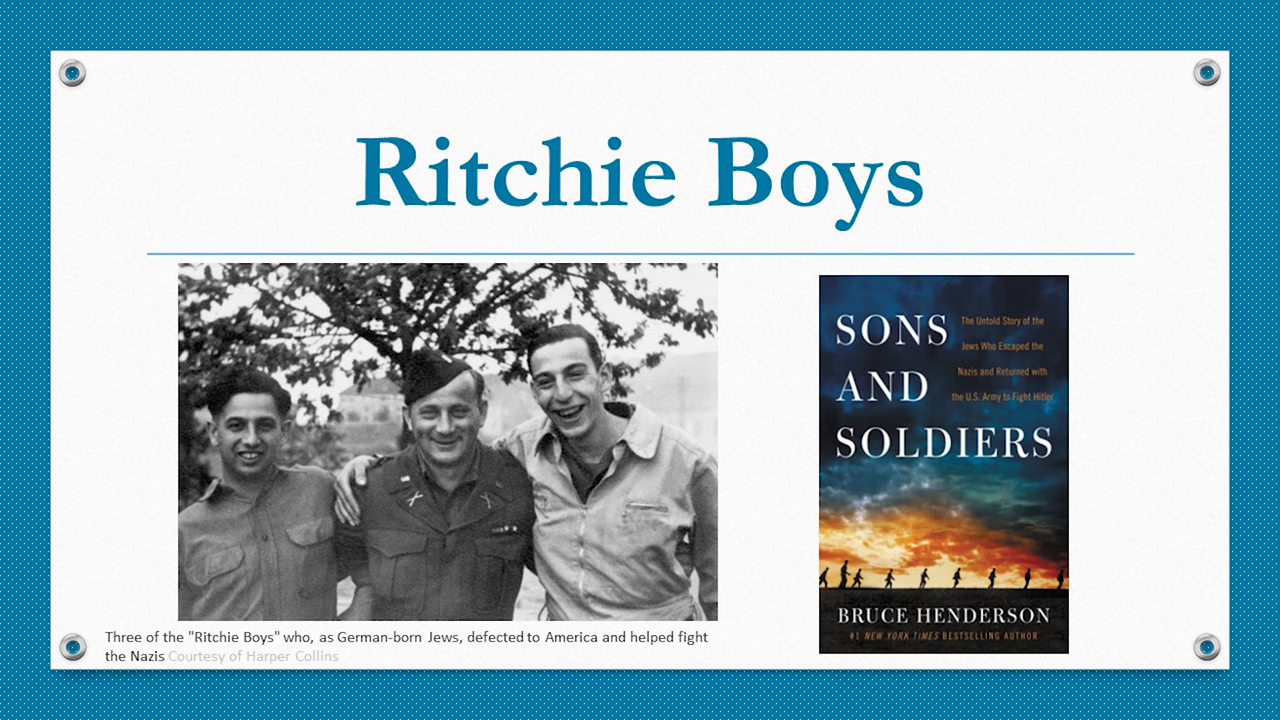 Ritchie Boys
SONS
AND
SOLDIERS
The Untold Story of the
Jews Who Escaped the
Nazis and Returned with
the U.S. Army to Fight Hitler
BRUCE HENDERSON
#1 NEW YORK TIMES BESTSELLING AUTHOR
Three of the "Ritchie Boys" who, as German-born Jews, defected to America and helped fight
the Nazis Courtesy of Harper Collins